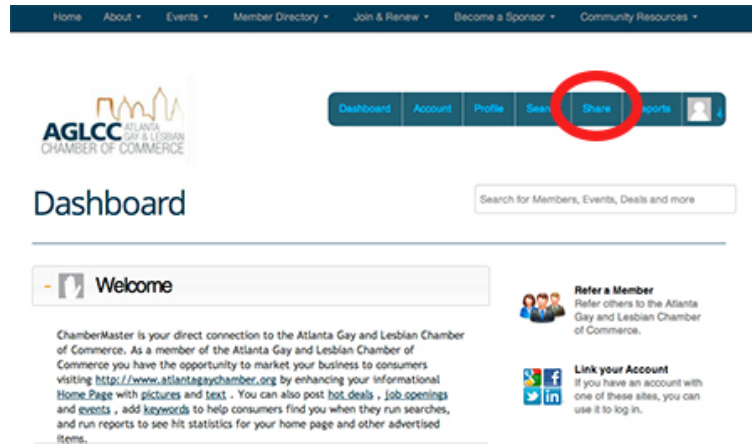 Home About Events Member Directory Join & Renew Become a Sponsor Community Resources
Dashboard Account Profile Share
AGLCC ATLANTA
GAY & LESBIAN
CHAMBER OF COMMERCE
Dashboard
Search for Members, Events, Deals and more
- Welcome
ChamberMaster is your direct connection to the Atlanta Gay and Lesbian Chamber
of Commerce. As a member of the Atlanta Gay and Lesbian Chamber of
Commerce you have the opportunity to market your business to consumers
visiting http://www.atlantagaychamber.org by enhancing your informational
Home Page with pictures and text . You can also post hot deals , job openings
and events , add keywords to help consumers find you when they run searches,
and run reports to see hit statistics for your home page and other advertised
items.
Refer a Member
Refer others to the Atlanta
Gay and Lesbian Chamber
of Commerce.
Link your Account
If you have an account with
one of these sites, you can
use it to log in.